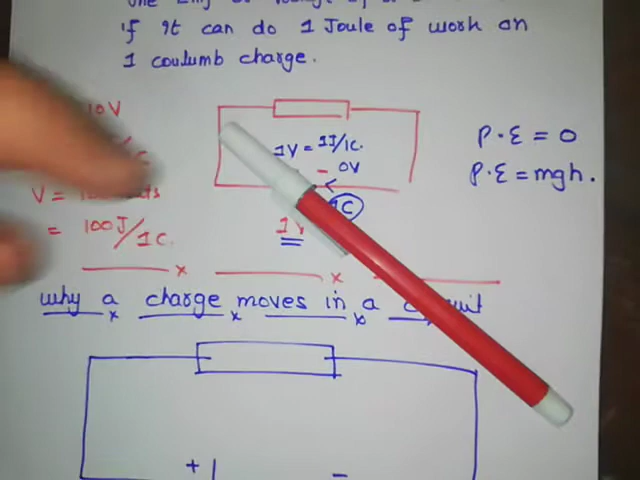 if it can do 1 Joule of work on
1 coulumb charge.
10V
1V = 1J/1C.
P.E = 0
- 0V
P.E = mgh.
V =
1C
= 100J/1C.
why a charge moves in a
+ -